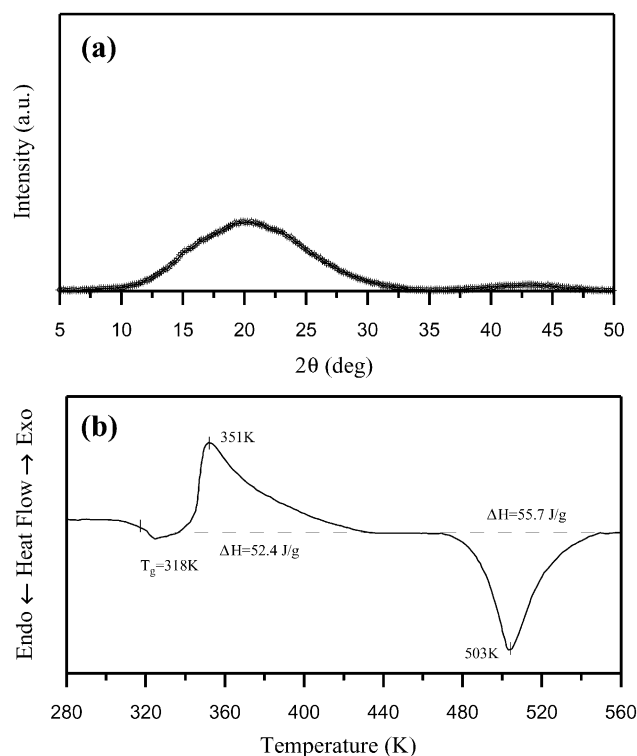 (a)
Intensity (a.u.)
5 10 15 20 25 30 35 40 45 50
2θ (deg)
(b)
351K
ΔH=55.7 J/g
ΔH=52.4 J/g
Tg=318K
503K
Endo ← Heat Flow → Exo
280 320 360 400 440 480 520 560
Temperature (K)